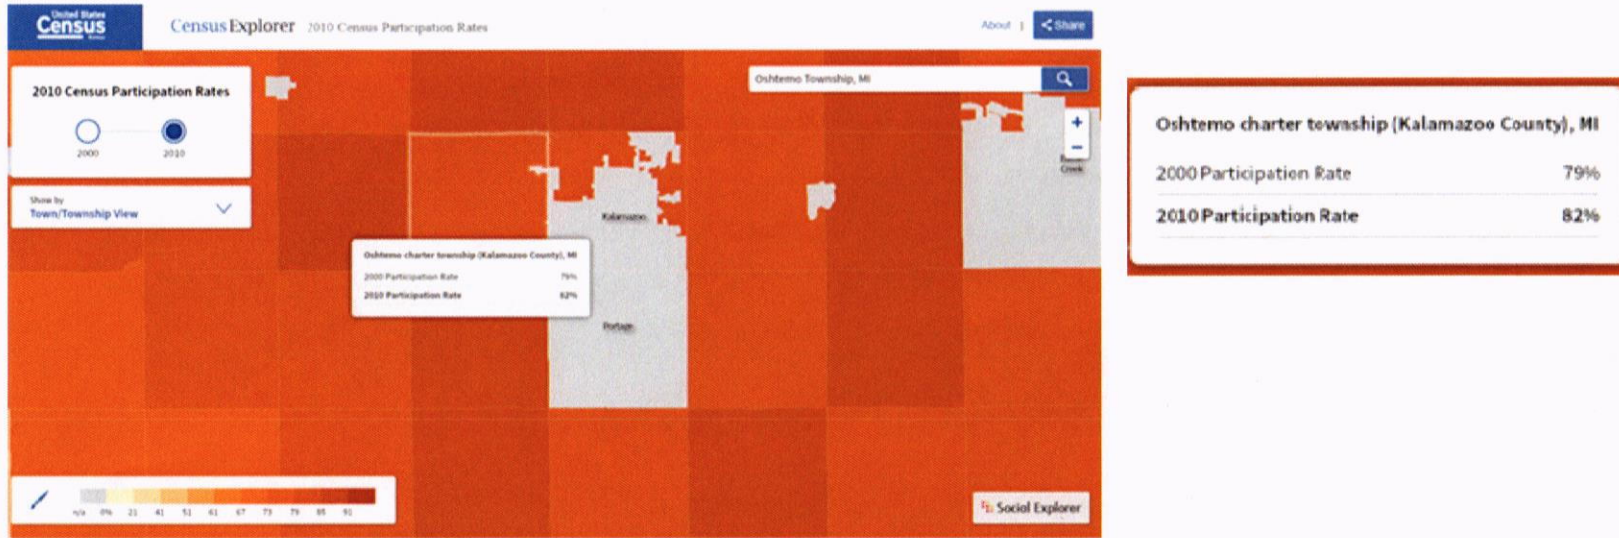 United States
Census
Bureau
Census Explorer 2010 Census Participation Rates
About
Share
2010 Census Participation Rates
2000 2010
Show by
Town/Township View
Oshtemo Township, MI
+
−
Creek
Kalamazoo
Portage
Oshtemo charter township (Kalamazoo County), MI
2000 Participation Rate 79%
2010 Participation Rate 82%
n/a 0% 21 41 51 61 67 73 79 85 91
Social Explorer
Oshtemo charter township (Kalamazoo County), MI
2000 Participation Rate 79%
2010 Participation Rate 82%